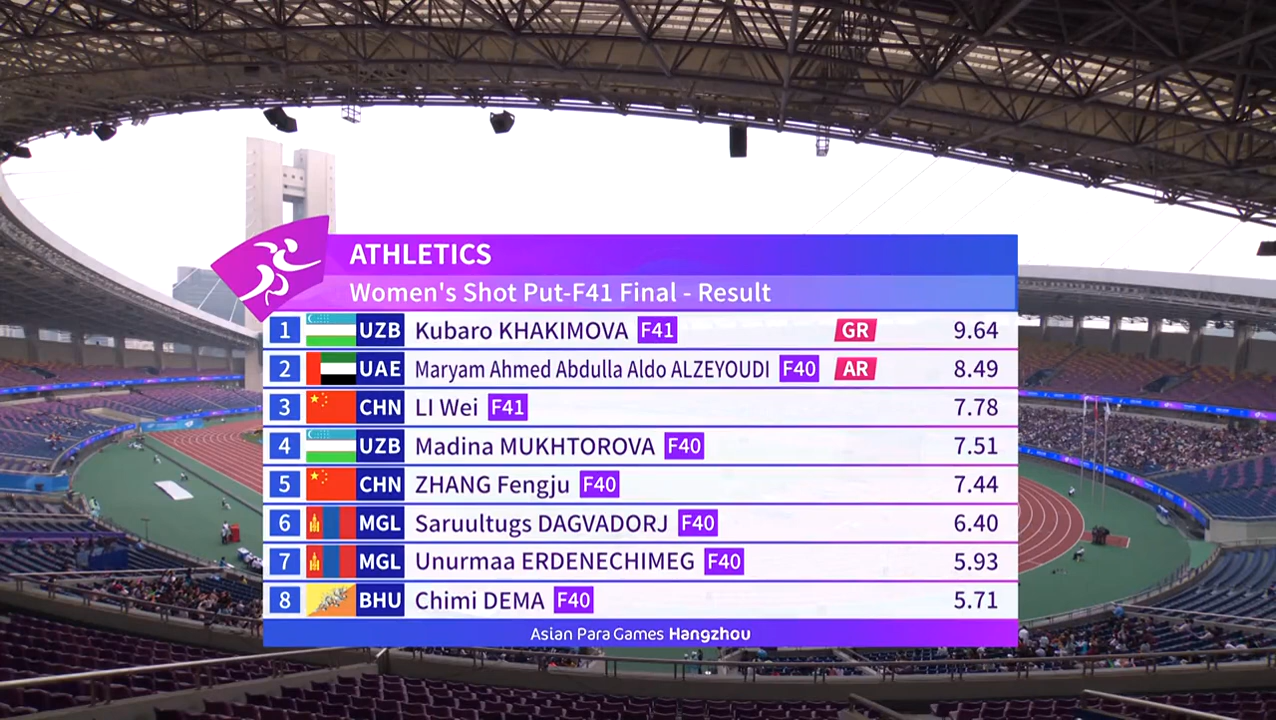 ATHLETICS
Women's Shot Put-F41 Final - Result
1 UZB Kubaro KHAKIMOVA F41 GR 9.64
2 UAE Maryam Ahmed Abdulla Aldo ALZEYOUDI F40 AR 8.49
3 CHN LI Wei F41 7.78
4 UZB Madina MUKHTOROVA F40 7.51
5 CHN ZHANG Fengju F40 7.44
6 MGL Saruultugs DAGVADORJ F40 6.40
7 MGL Unurmaa ERDENECHIMEG F40 5.93
8 BHU Chimi DEMA F40 5.71
Asian Para Games Hangzhou